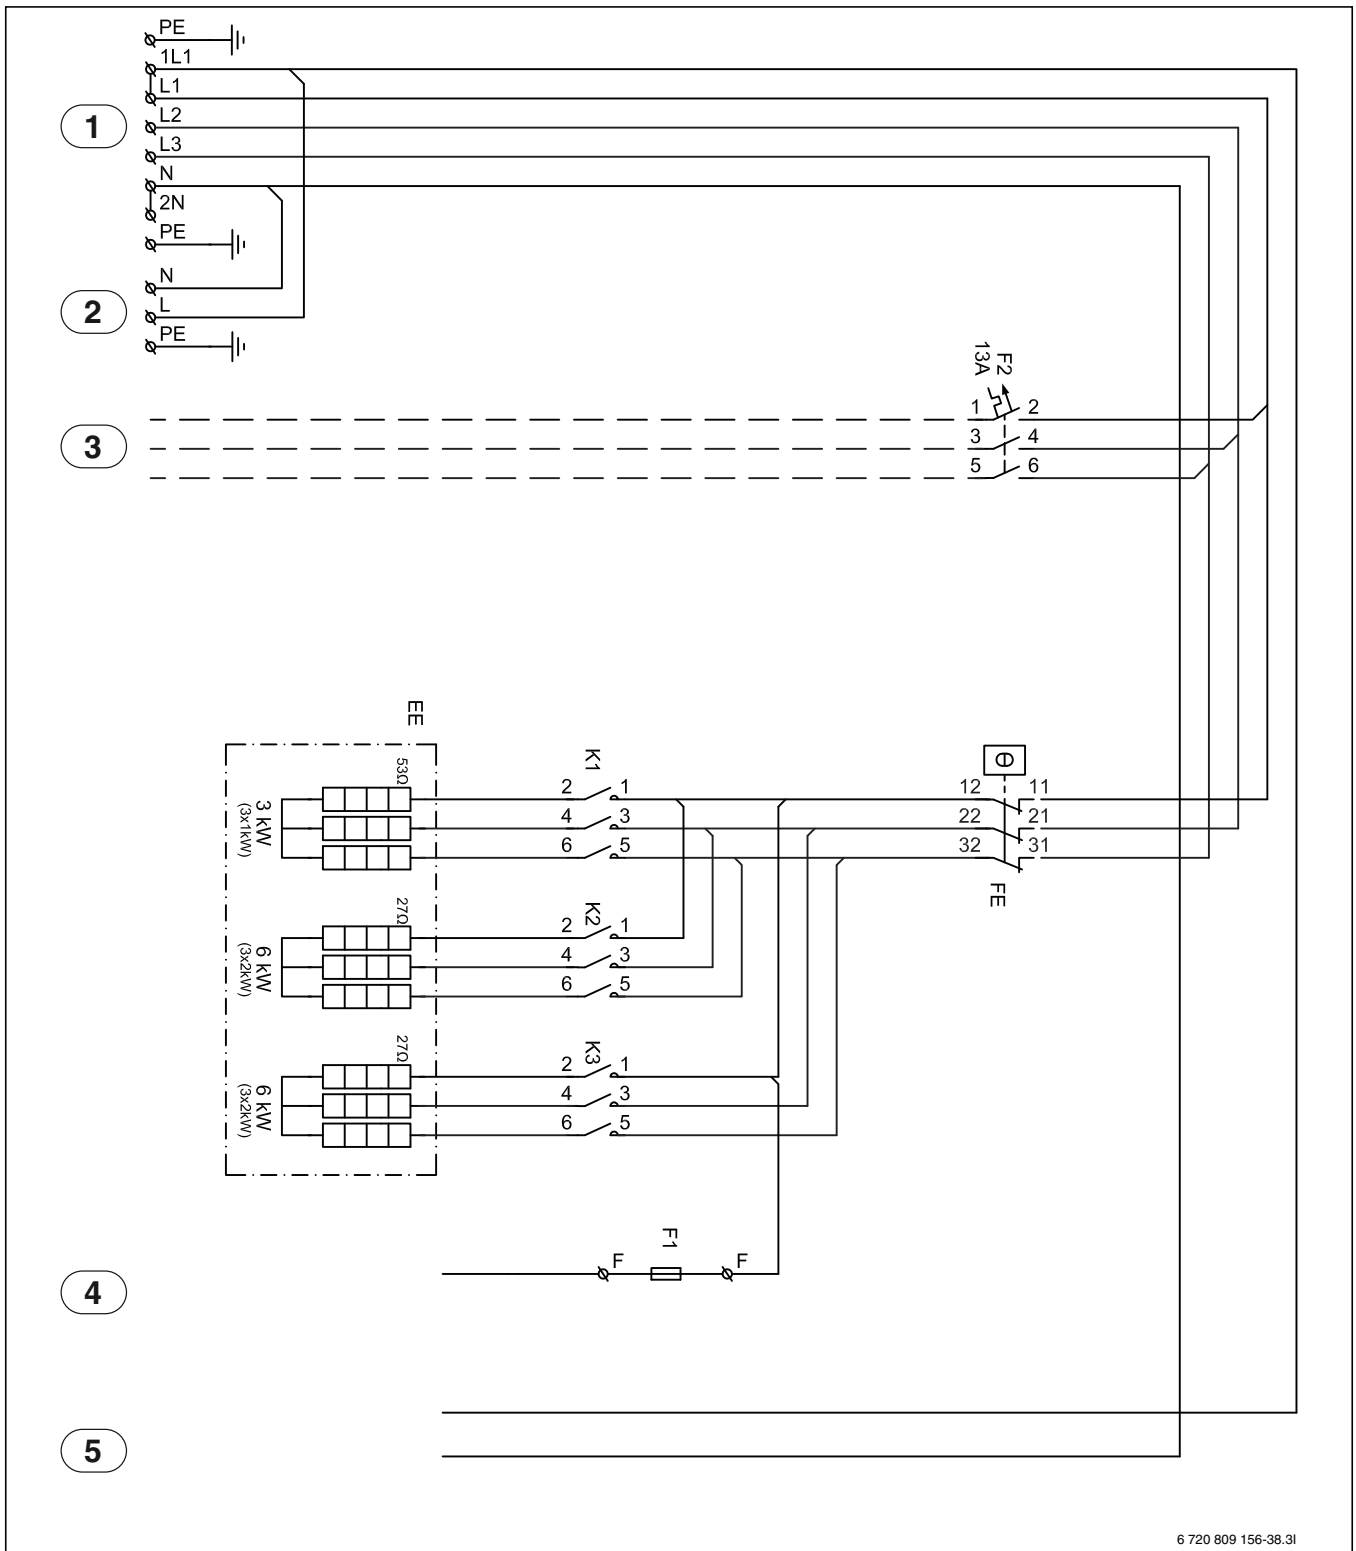 PE
1L1
L1
1
L2
L3
N
2N
PE
N
2
L
PE
F2
13A
1 2
3
3 4
5 6
EE
53Ω
3 kW
(3x1kW)
K1
2 1
4 3
6 5
12 11
22 21
32 31
FE
27Ω
6 kW
(3x2kW)
K2
2 1
4 3
6 5
27Ω
6 kW
(3x2kW)
K3
2 1
4 3
6 5
F1
F F
4
5
6 720 809 156-38.3I